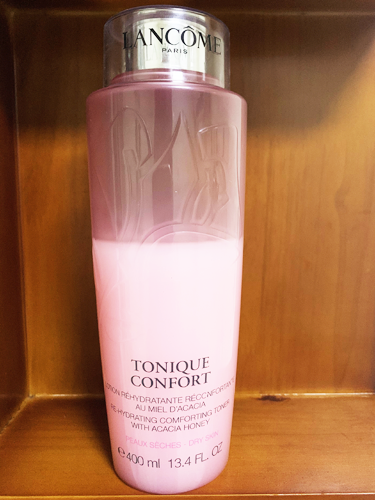 LANCÔME
PARIS
TONIQUE
CONFORT
LOTION RÉHYDRATANTE RÉCONFORTANTE
AU MIEL D'ACACIA
RE-HYDRATING COMFORTING TONER
WITH ACACIA HONEY
PEAUX SÈCHES - DRY SKIN
℮ 400 ml 13.4 FL. OZ